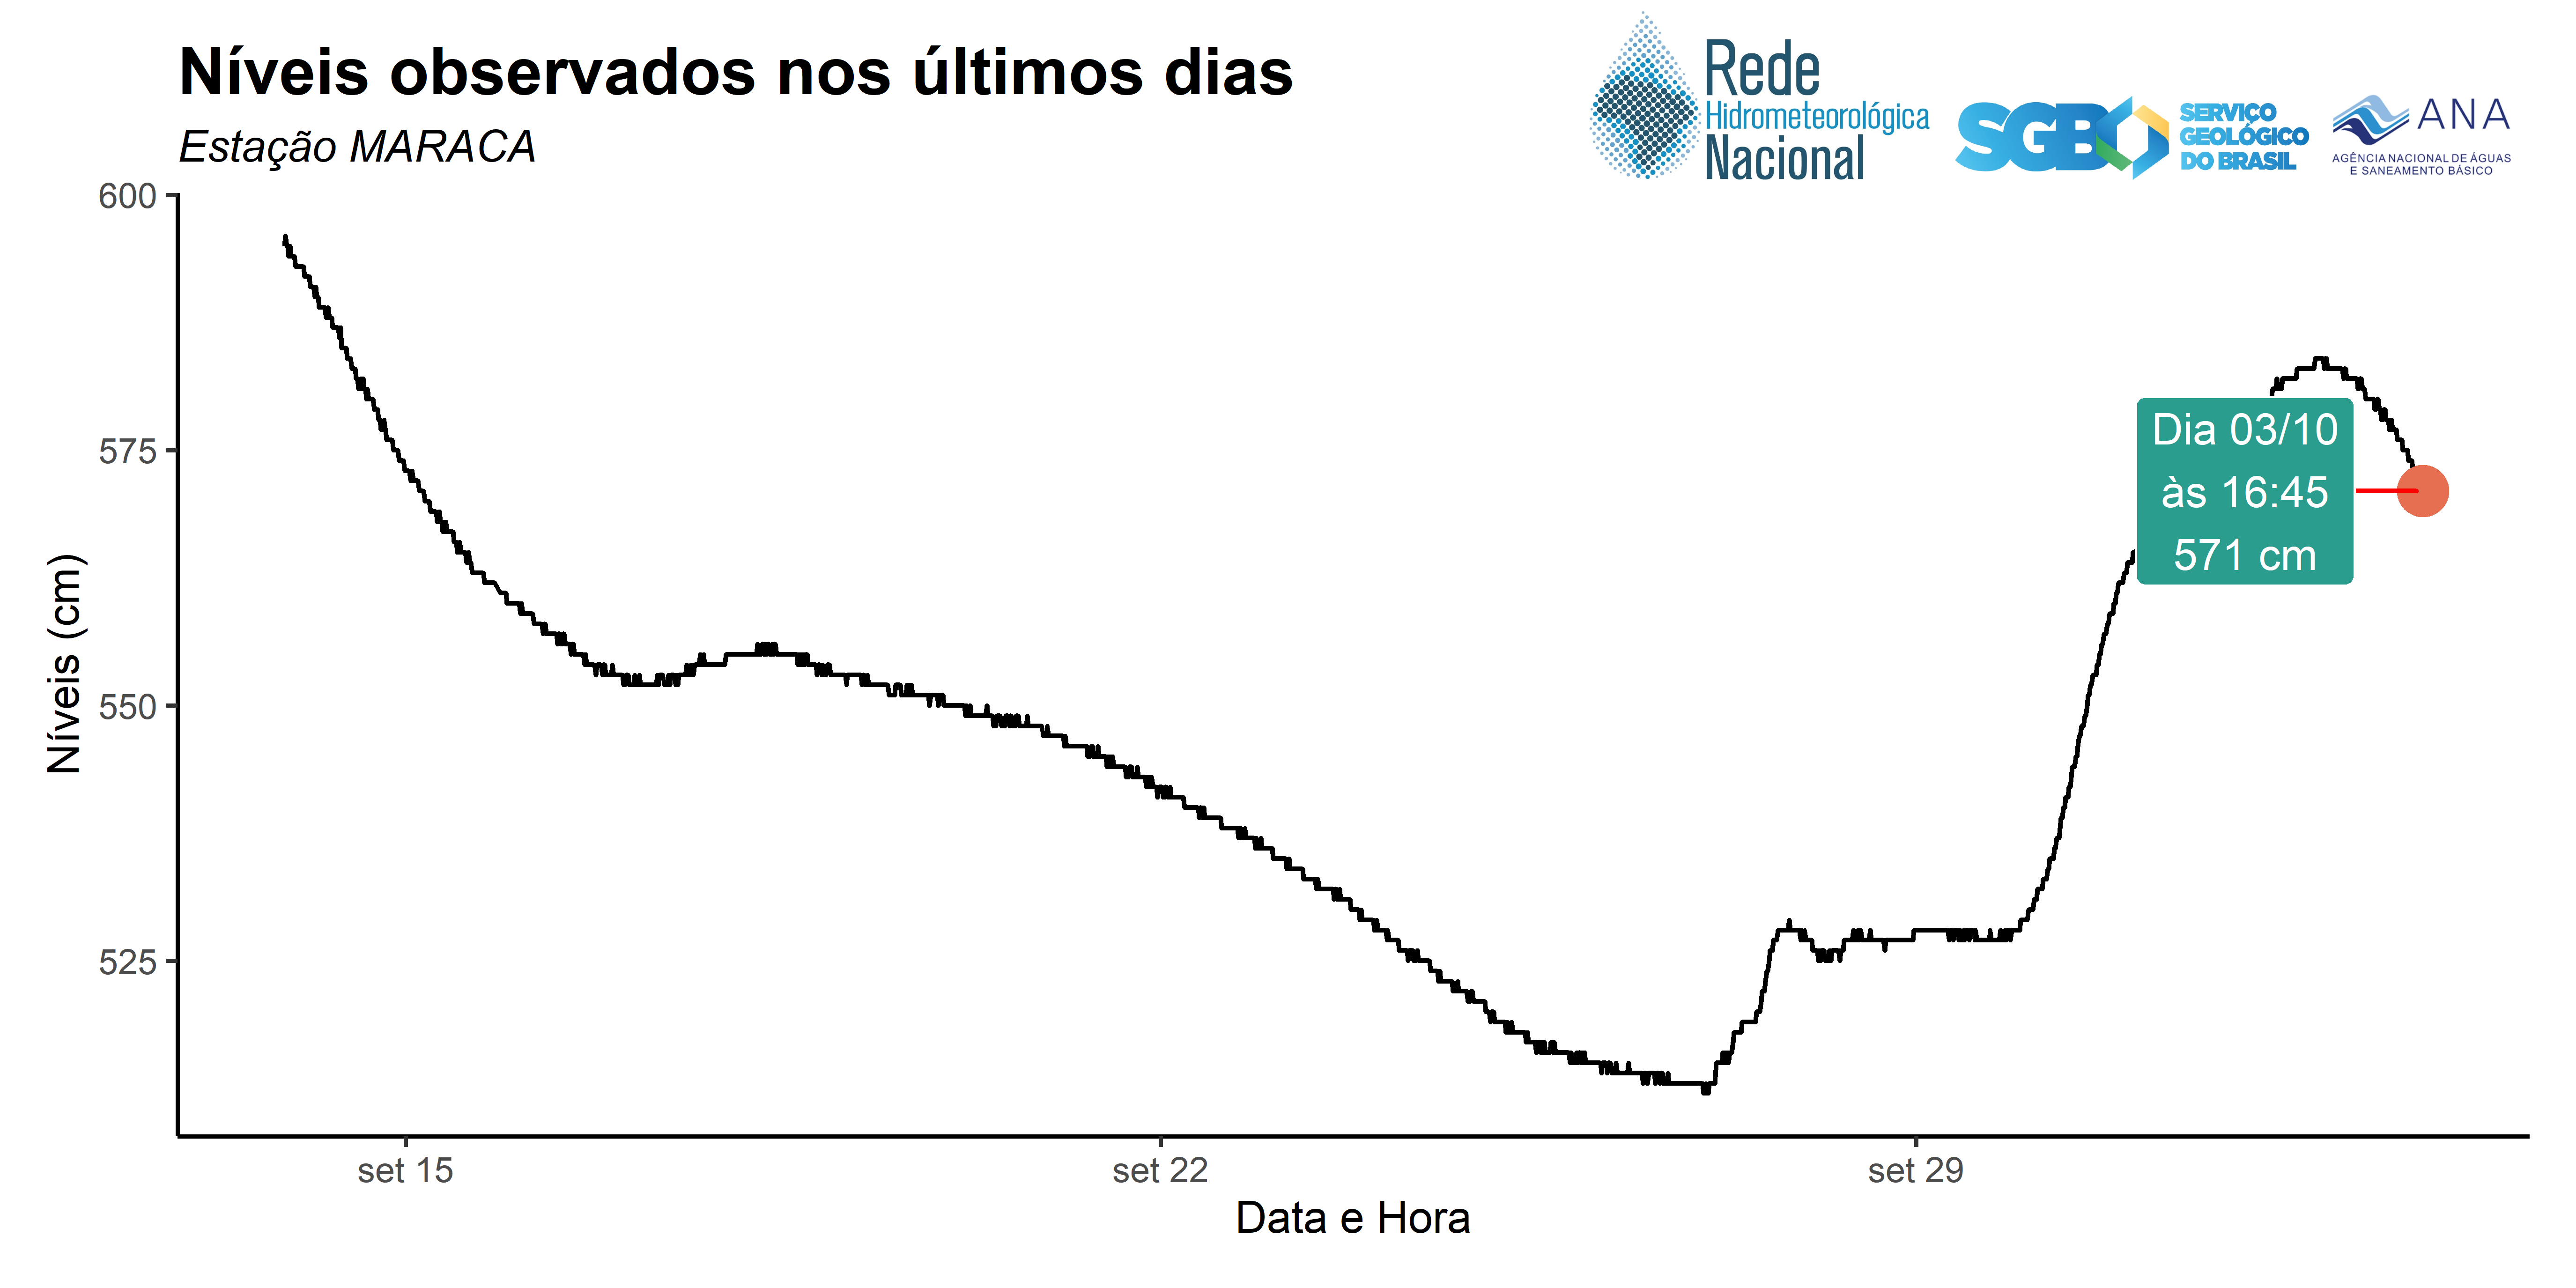 Níveis observados nos últimos dias
Estação MARACA
Rede
Hidrometeorológica
Nacional
SGB
SERVIÇO
GEOLÓGICO
DO BRASIL
ANA
AGÊNCIA NACIONAL DE ÁGUAS
E SANEAMENTO BÁSICO
600
575
550
525
Níveis (cm)
Dia 03/10
às 16:45
571 cm
set 15
set 22
set 29
Data e Hora